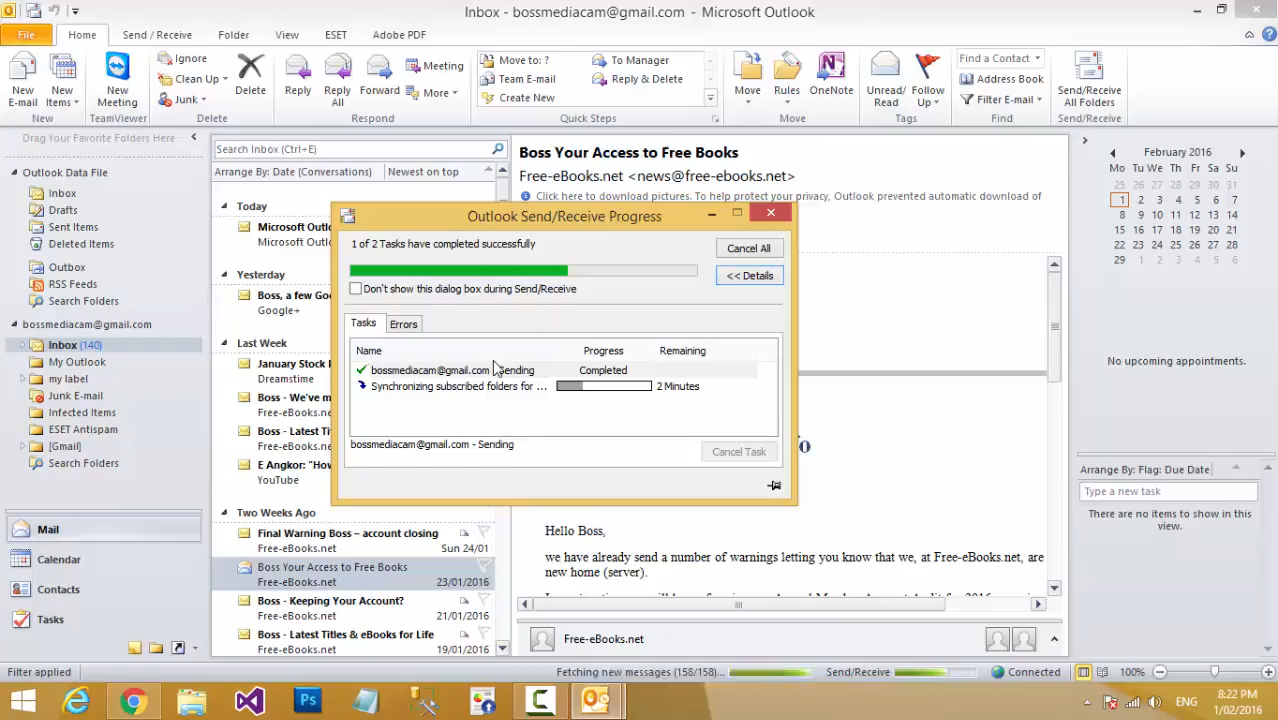 Inbox - bossmediacam@gmail.com - Microsoft Outlook
File Home Send / Receive Folder View ESET Adobe PDF
New E-mail
New Items
New
New Meeting
TeamViewer
Ignore
Clean Up
Junk
Delete
Delete
Reply
Reply All
Forward
Meeting
More
Respond
Move to: ?
Team E-mail
Create New
To Manager
Reply & Delete
Quick Steps
Move
Rules
OneNote
Move
Unread/ Read
Follow Up
Tags
Find a Contact
Address Book
Filter E-mail
Find
Send/Receive All Folders
Send/Receive
Drag Your Favorite Folders Here
Outlook Data File
Inbox
Drafts
Sent Items
Deleted Items
Outbox
RSS Feeds
Search Folders
bossmediacam@gmail.com
Inbox (140)
My Outlook
my label
Junk E-mail
Infected Items
ESET Antispam
[Gmail]
Search Folders
Mail
Calendar
Contacts
Tasks
Search Inbox (Ctrl+E)
Arrange By: Date (Conversations) Newest on top
Today
Microsoft Outl
Microsoft Outl
Yesterday
Boss, a few Goo
Google+
Last Week
January Stock P
Dreamstime
Boss - We've m
Free-eBooks.net
Boss - Latest Ti
Free-eBooks.net
E Angkor: "How
YouTube
Two Weeks Ago
Final Warning Boss – account closing
Free-eBooks.net Sun 24/01
Boss Your Access to Free Books
Free-eBooks.net 23/01/2016
Boss - Keeping Your Account?
Free-eBooks.net 21/01/2016
Boss - Latest Titles & eBooks for Life
Free-eBooks.net 19/01/2016
Boss Your Access to Free Books
Free-eBooks.net <news@free-ebooks.net>
Click here to download pictures. To help protect your privacy, Outlook prevented automatic download of
Outlook Send/Receive Progress
1 of 2 Tasks have completed successfully
Cancel All
<< Details
Don't show this dialog box during Send/Receive
Tasks Errors
Name Progress Remaining
bossmediacam@gmail.com Sending Completed
Synchronizing subscribed folders for ... 2 Minutes
bossmediacam@gmail.com - Sending
Cancel Task
Hello Boss,
we have already send a number of warnings letting you know that we, at Free-eBooks.net, are
new home (server).
Free-eBooks.net
February 2016
Mo Tu We Th Fr Sa Su
25 26 27 28 29 30 31
1 2 3 4 5 6 7
8 9 10 11 12 13 14
15 16 17 18 19 20 21
22 23 24 25 26 27 28
29 1 2 3 4 5 6
No upcoming appointments.
Arrange By: Flag: Due Date
Type a new task
There are no items to show in this
view.
Filter applied Fetching new messages (158/158) Send/Receive Connected 100%
ENG
8:22 PM
1/02/2016